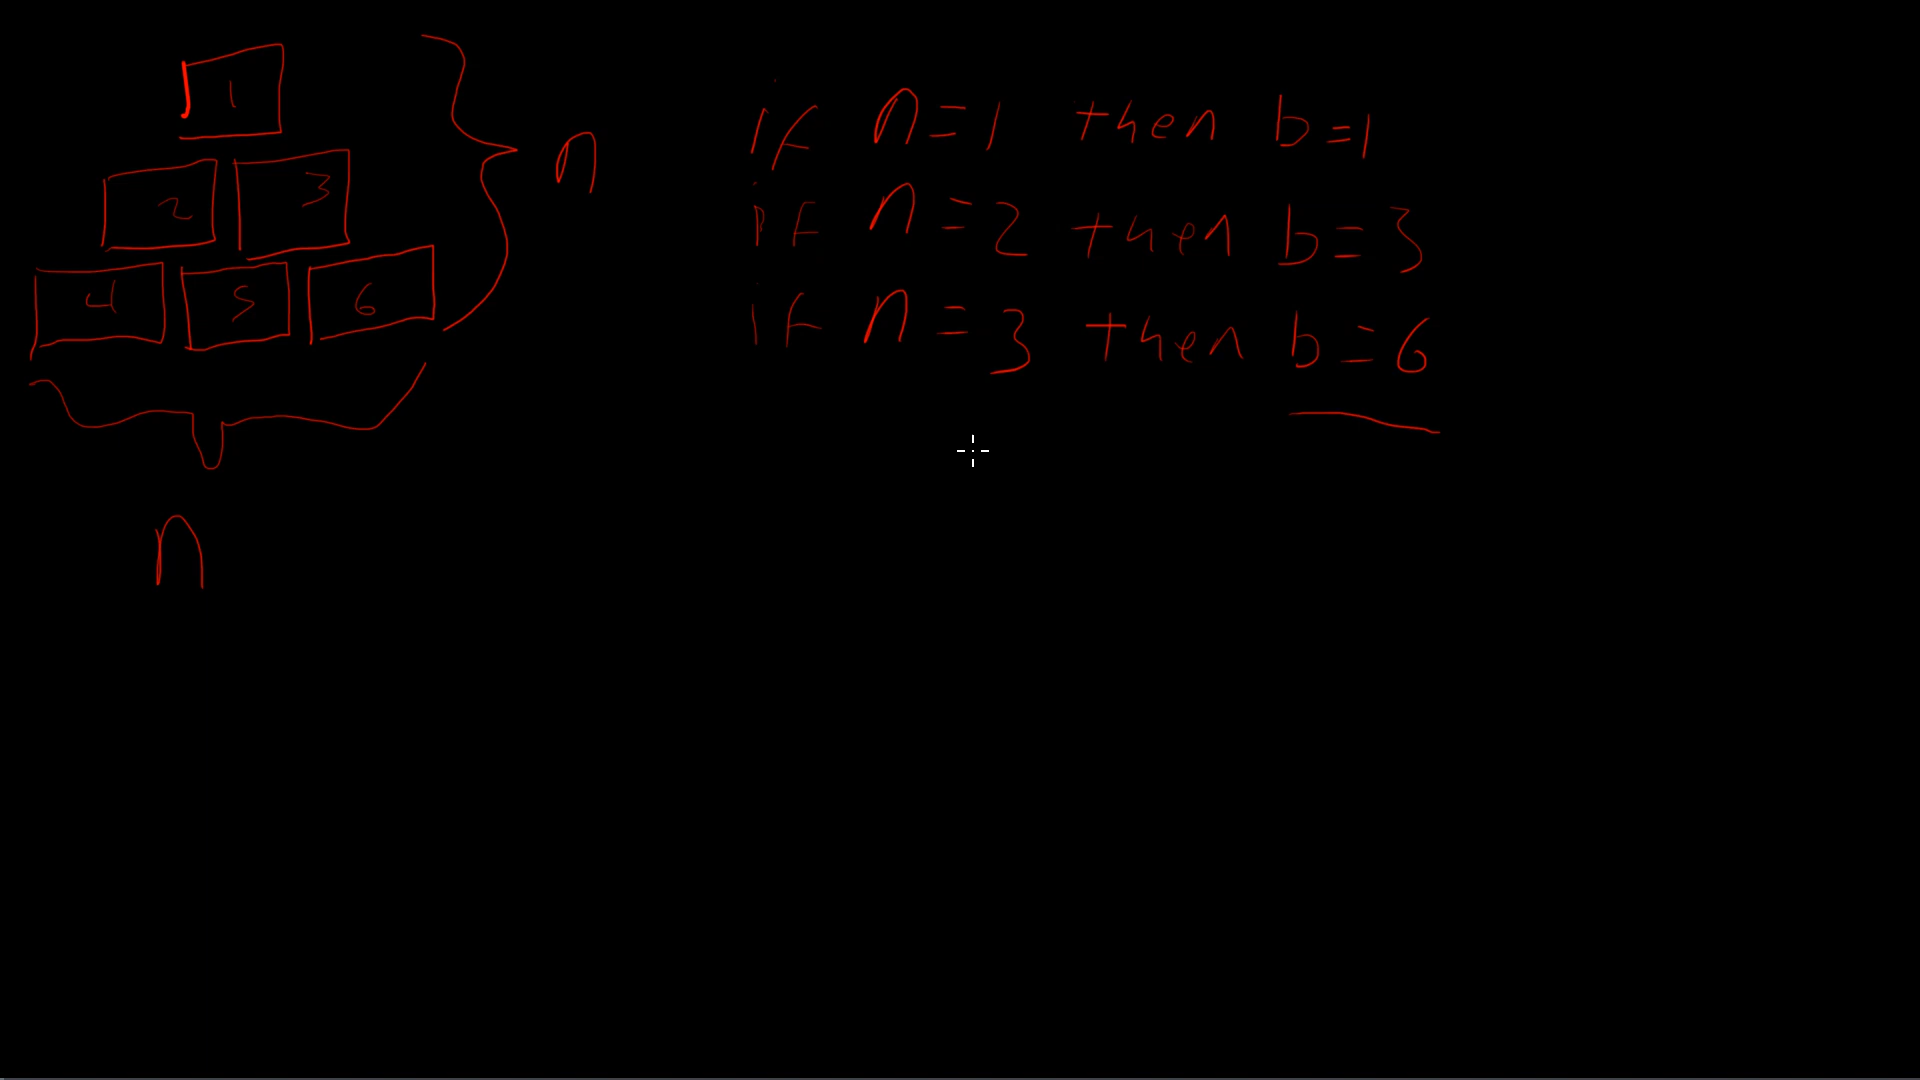 1
2 3
4 5 6
n
n
if n=1 then b=1
if n=2 then b=3
if n=3 then b=6